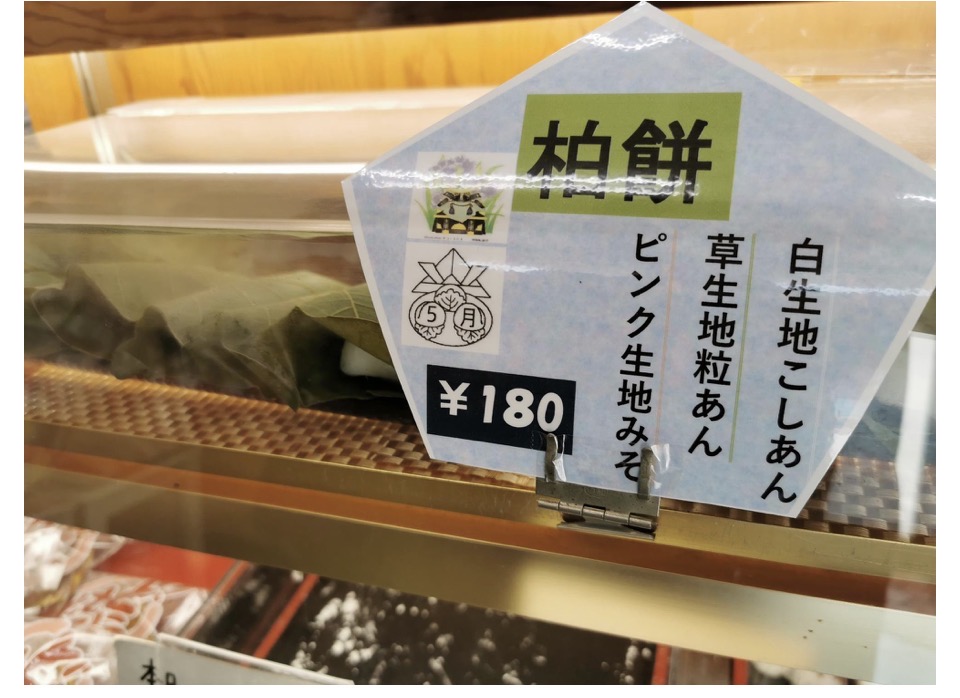 柏餅
白生地こしあん
草生地粒あん
ピンク生地みそ
5月
¥180